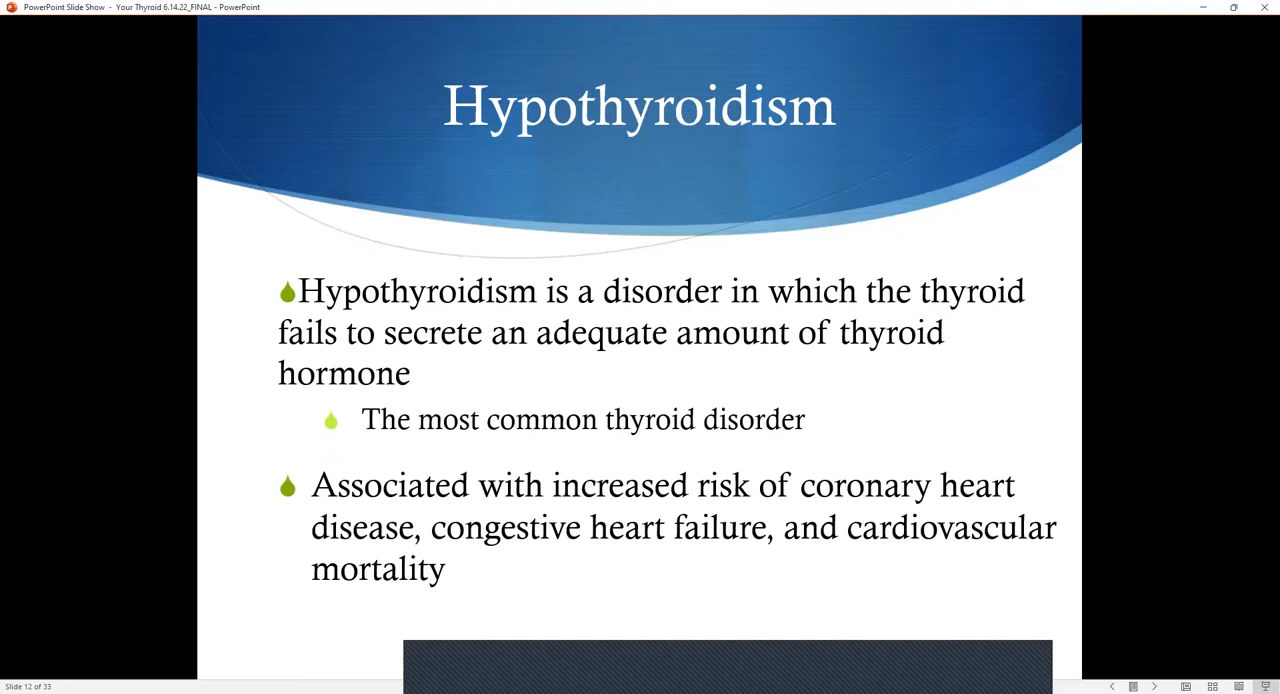 PowerPoint Slide Show - Your Thyroid 6.14.22_FINAL - PowerPoint
Hypothyroidism
Hypothyroidism is a disorder in which the thyroid
fails to secrete an adequate amount of thyroid
hormone
The most common thyroid disorder
Associated with increased risk of coronary heart
disease, congestive heart failure, and cardiovascular
mortality
Slide 12 of 33